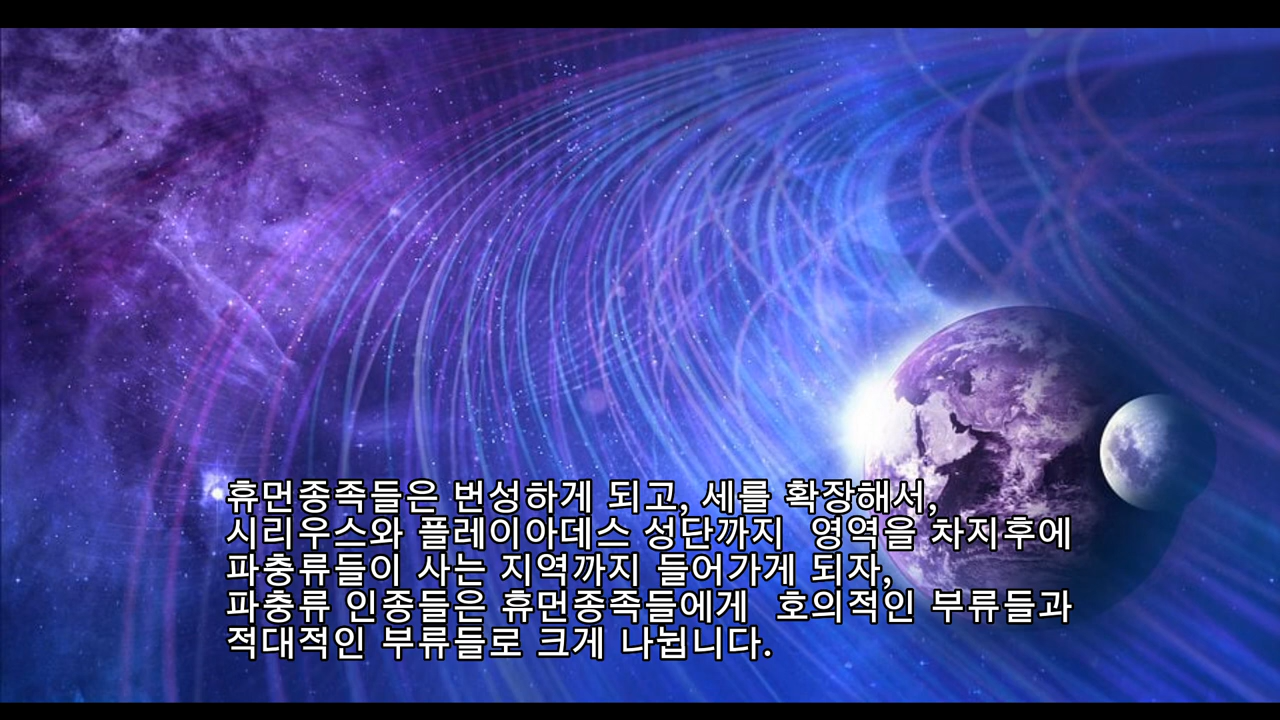 휴먼종족들은 번성하게 되고, 세를 확장해서,
시리우스와 플레이아데스 성단까지  영역을 차지후에
파충류들이 사는 지역까지 들어가게 되자,
파충류 인종들은 휴먼종족들에게  호의적인 부류들과
적대적인 부류들로 크게 나뉩니다.